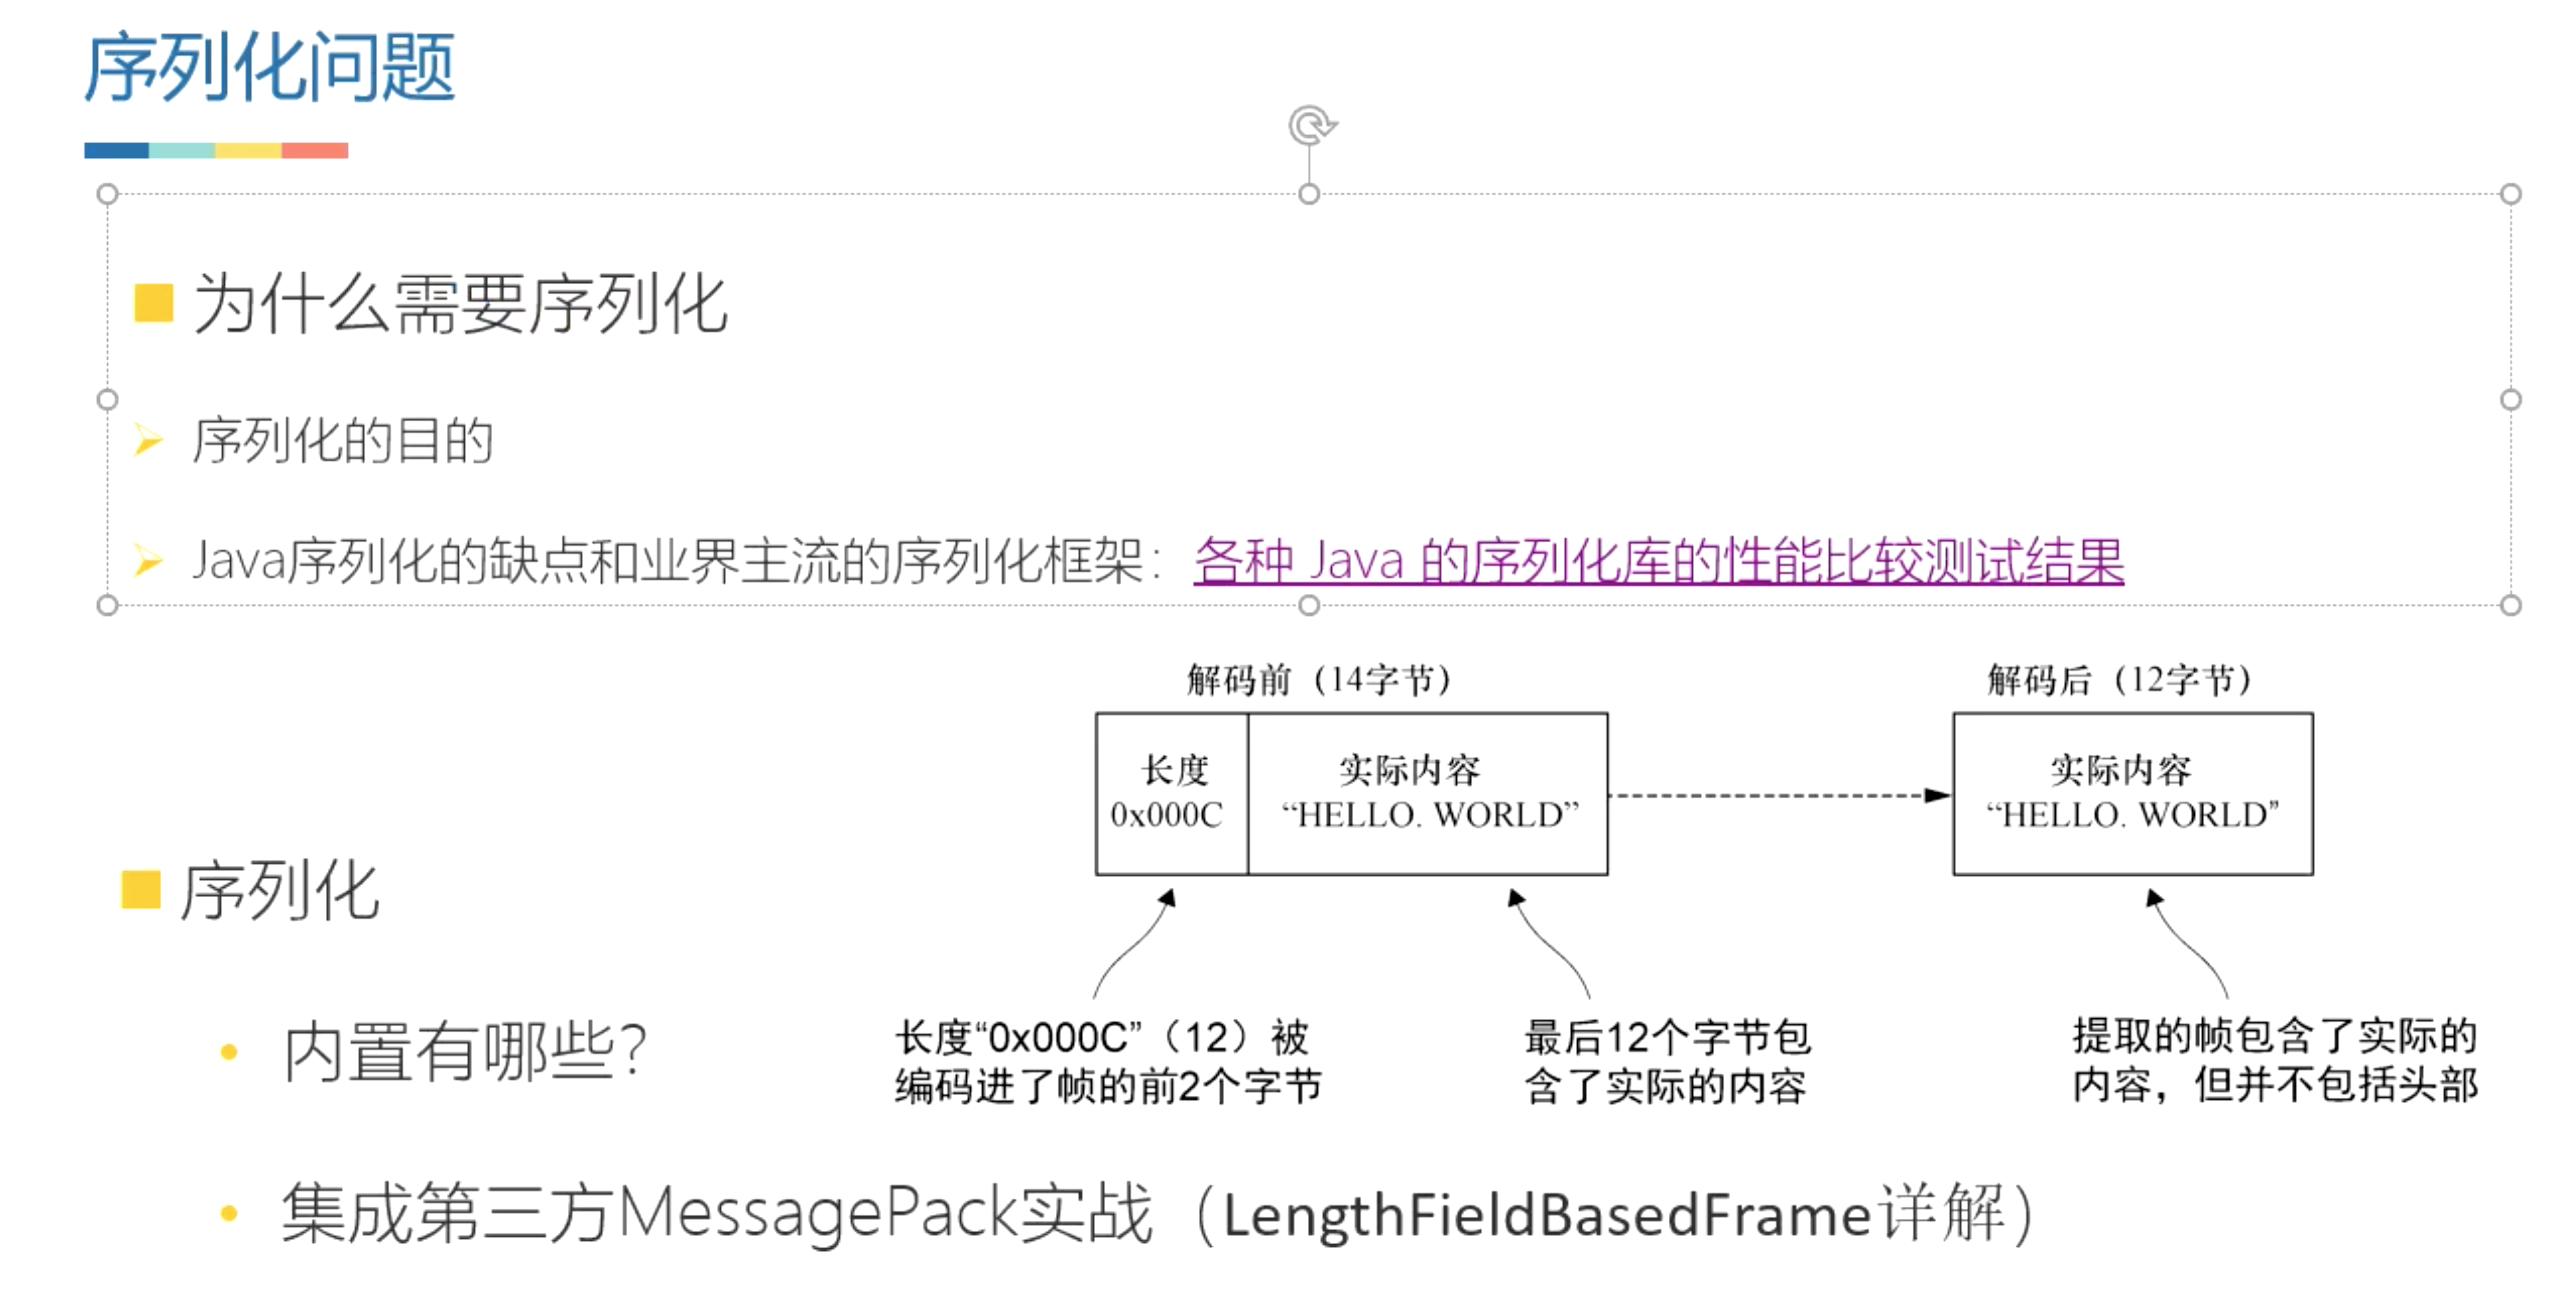 序列化问题
为什么需要序列化
序列化的目的
Java序列化的缺点和业界主流的序列化框架：各种 Java 的序列化库的性能比较测试结果
解码前（14字节）
解码后（12字节）
长度
0x000C
实际内容
“HELLO. WORLD”
实际内容
“HELLO. WORLD”
序列化
长度“0x000C”（12）被
编码进了帧的前2个字节
最后12个字节包
含了实际的内容
提取的帧包含了实际的
内容，但并不包括头部
内置有哪些？
集成第三方MessagePack实战（LengthFieldBasedFrame详解）